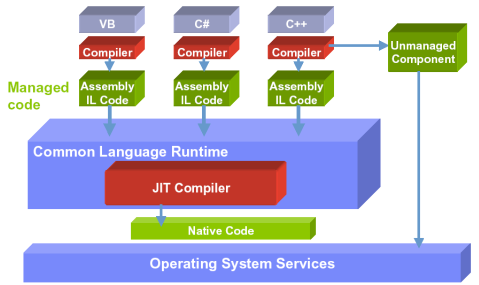 VB
C#
C++
Compiler
Compiler
Compiler
Unmanaged
Component
Managed
code
Assembly
IL Code
Assembly
IL Code
Assembly
IL Code
Common Language Runtime
JIT Compiler
Native Code
Operating System Services